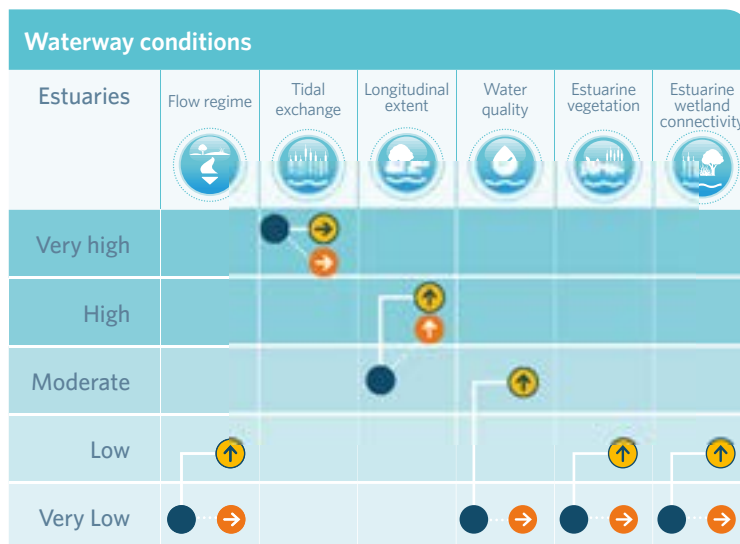 Waterway conditions
Estuaries
Flow regime
Tidal
exchange
Longitudinal
extent
Water
quality
Estuarine
vegetation
Estuarine
wetland
connectivity
Very high
High
Moderate
Low
Very Low